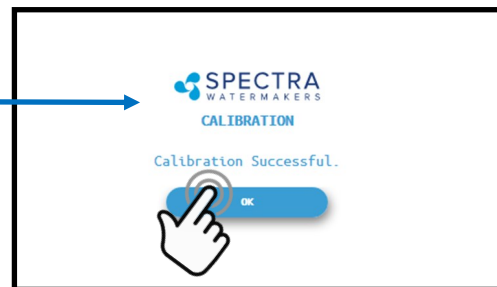 SPECTRA
WATERMAKERS
CALIBRATION
Calibration Successful.
OK